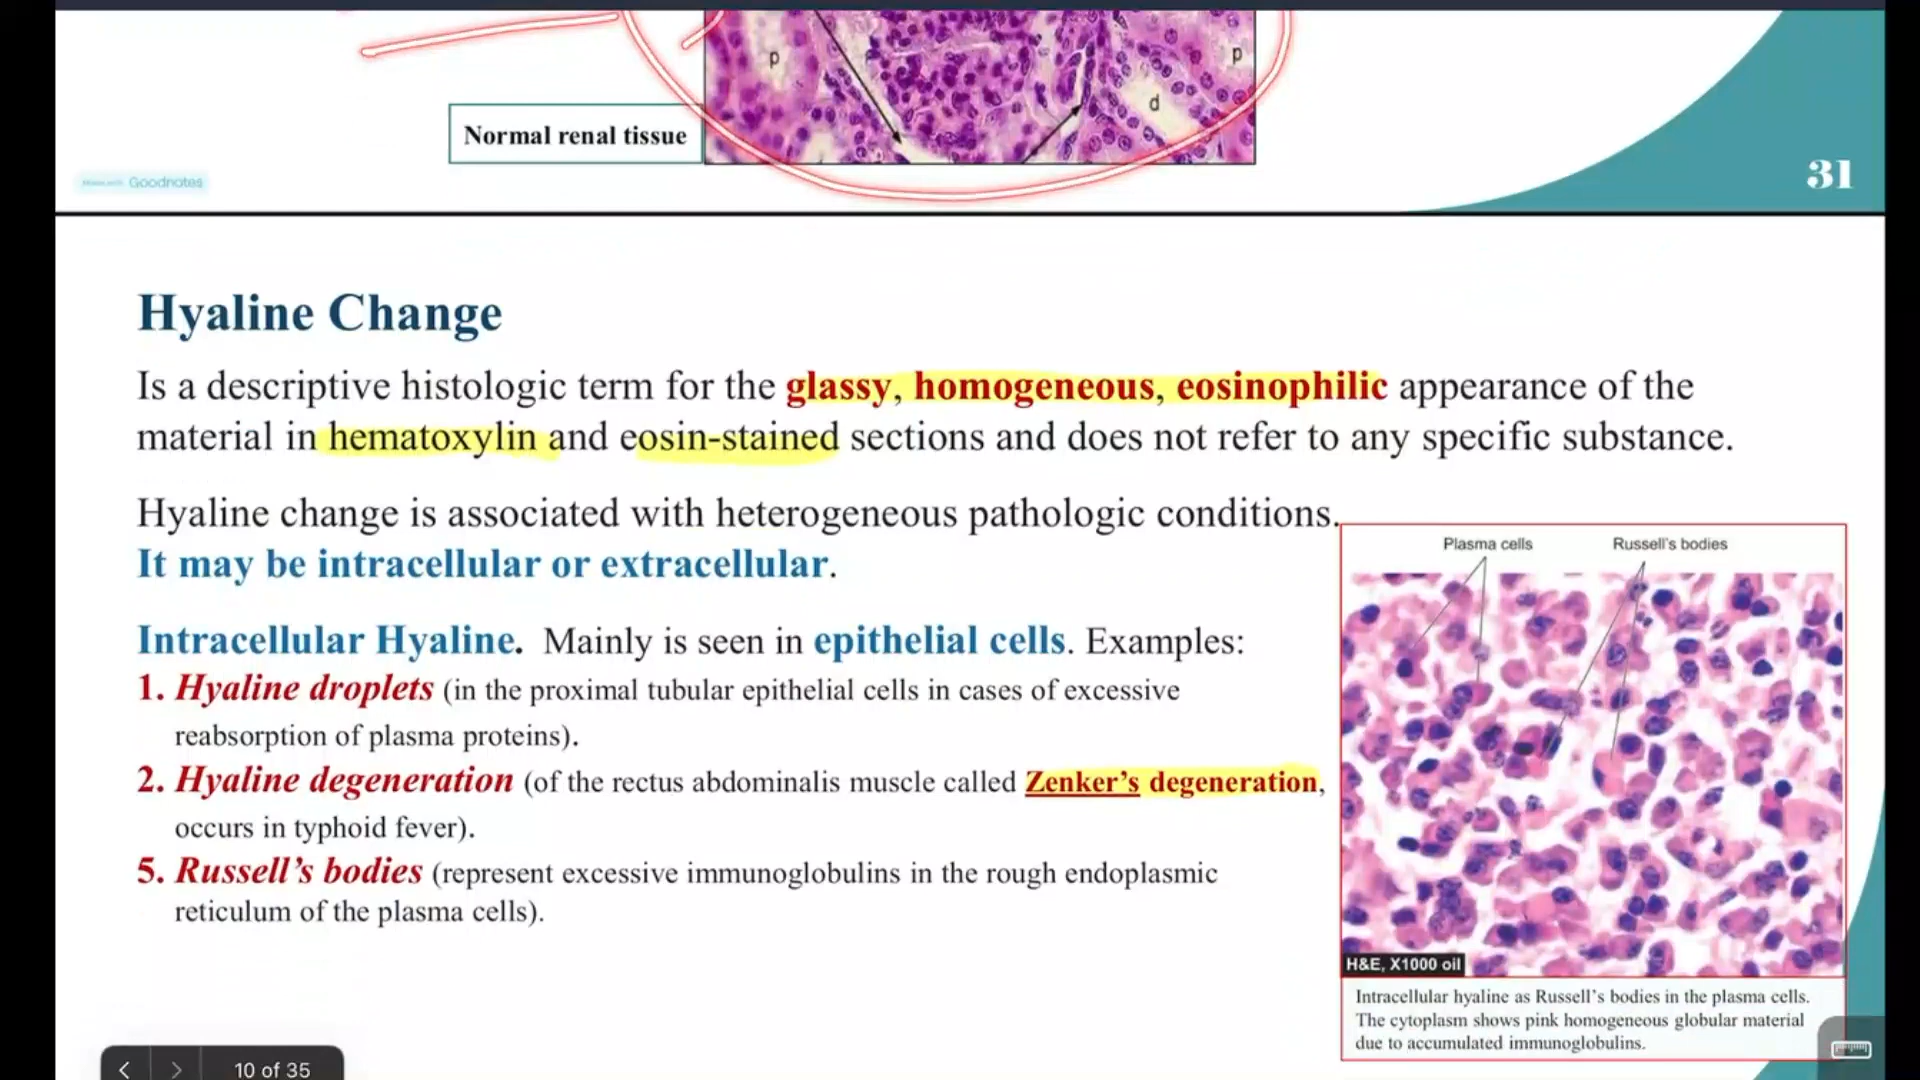 p
p
d
Normal renal tissue
Made with Goodnotes
31
Hyaline Change
Is a descriptive histologic term for the glassy, homogeneous, eosinophilic appearance of the
material in hematoxylin and eosin-stained sections and does not refer to any specific substance.
Hyaline change is associated with heterogeneous pathologic conditions.
It may be intracellular or extracellular.
Intracellular Hyaline. Mainly is seen in epithelial cells. Examples:
1. Hyaline droplets (in the proximal tubular epithelial cells in cases of excessive
reabsorption of plasma proteins).
2. Hyaline degeneration (of the rectus abdominalis muscle called Zenker's degeneration,
occurs in typhoid fever).
5. Russell's bodies (represent excessive immunoglobulins in the rough endoplasmic
reticulum of the plasma cells).
Plasma cells Russell's bodies
H&E, X1000 oil
Intracellular hyaline as Russell's bodies in the plasma cells.
The cytoplasm shows pink homogeneous globular material
due to accumulated immunoglobulins.
10 of 35